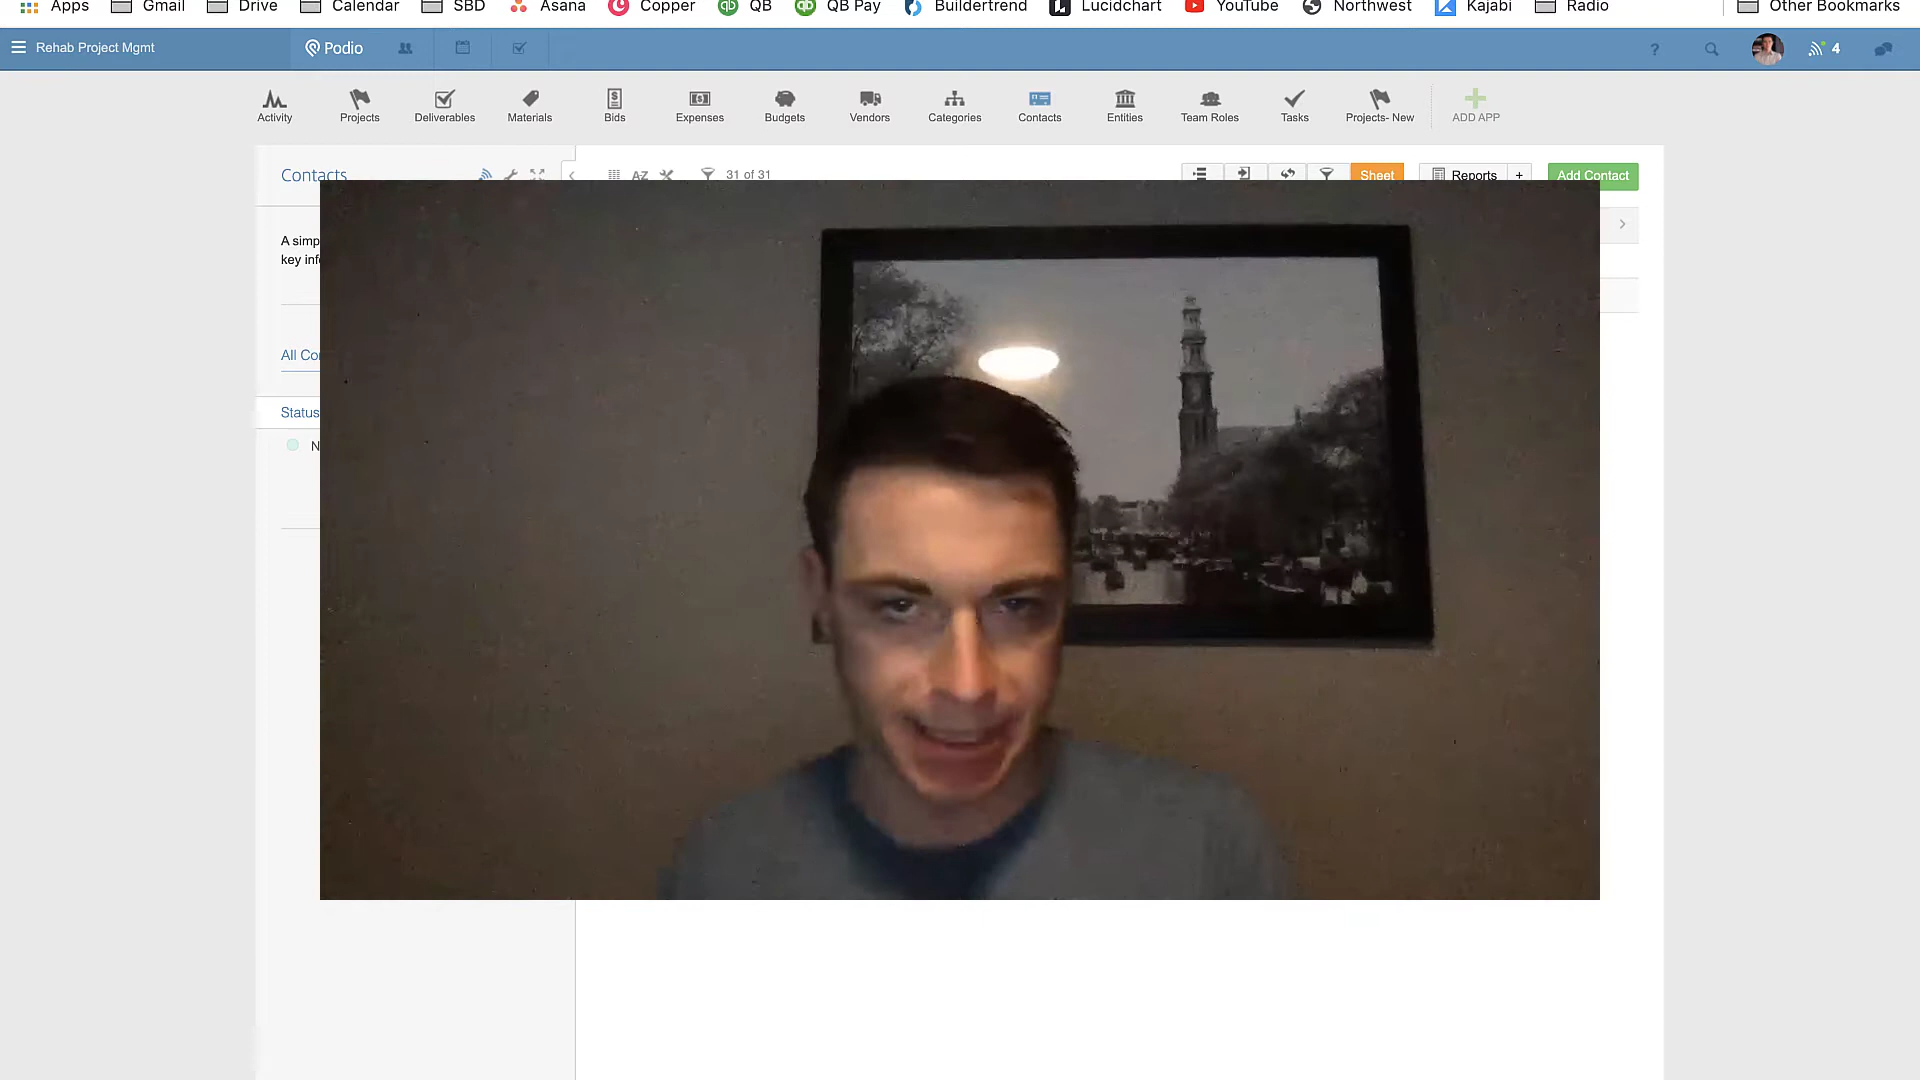 Apps Gmail Drive Calendar SBD Asana Copper QB QB Pay Buildertrend Lucidchart YouTube Northwest Kajabi Radio Other Bookmarks
Rehab Project Mgmt Podio ? 4
Activity Projects Deliverables Materials Bids Expenses Budgets Vendors Categories Contacts Entities Team Roles Tasks Projects- New ADD APP
Contacts A-Z 31 of 31 Sheet Reports + Add Contact
A simp
key inf
All Co
Status
N